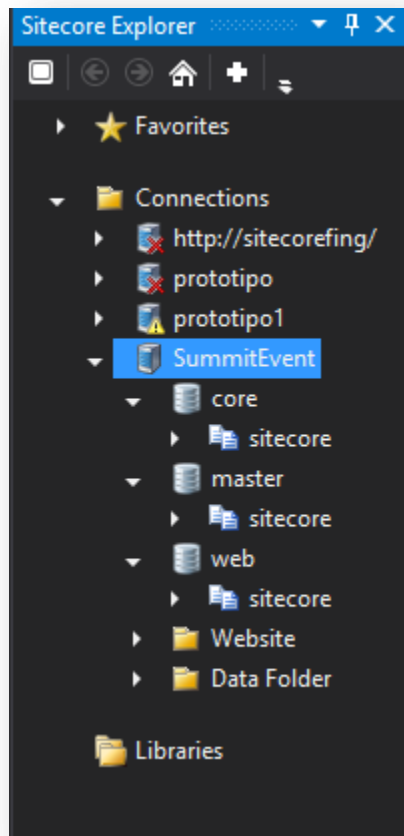 Sitecore Explorer
Favorites
Connections
http://sitecorefing/
prototipo
prototipo1
SummitEvent
core
sitecore
master
sitecore
web
sitecore
Website
Data Folder
Libraries